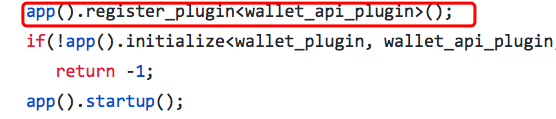 app().register_plugin<wallet_api_plugin>();
if(!app().initialize<wallet_plugin, wallet_api_plugin
return -1;
app().startup();